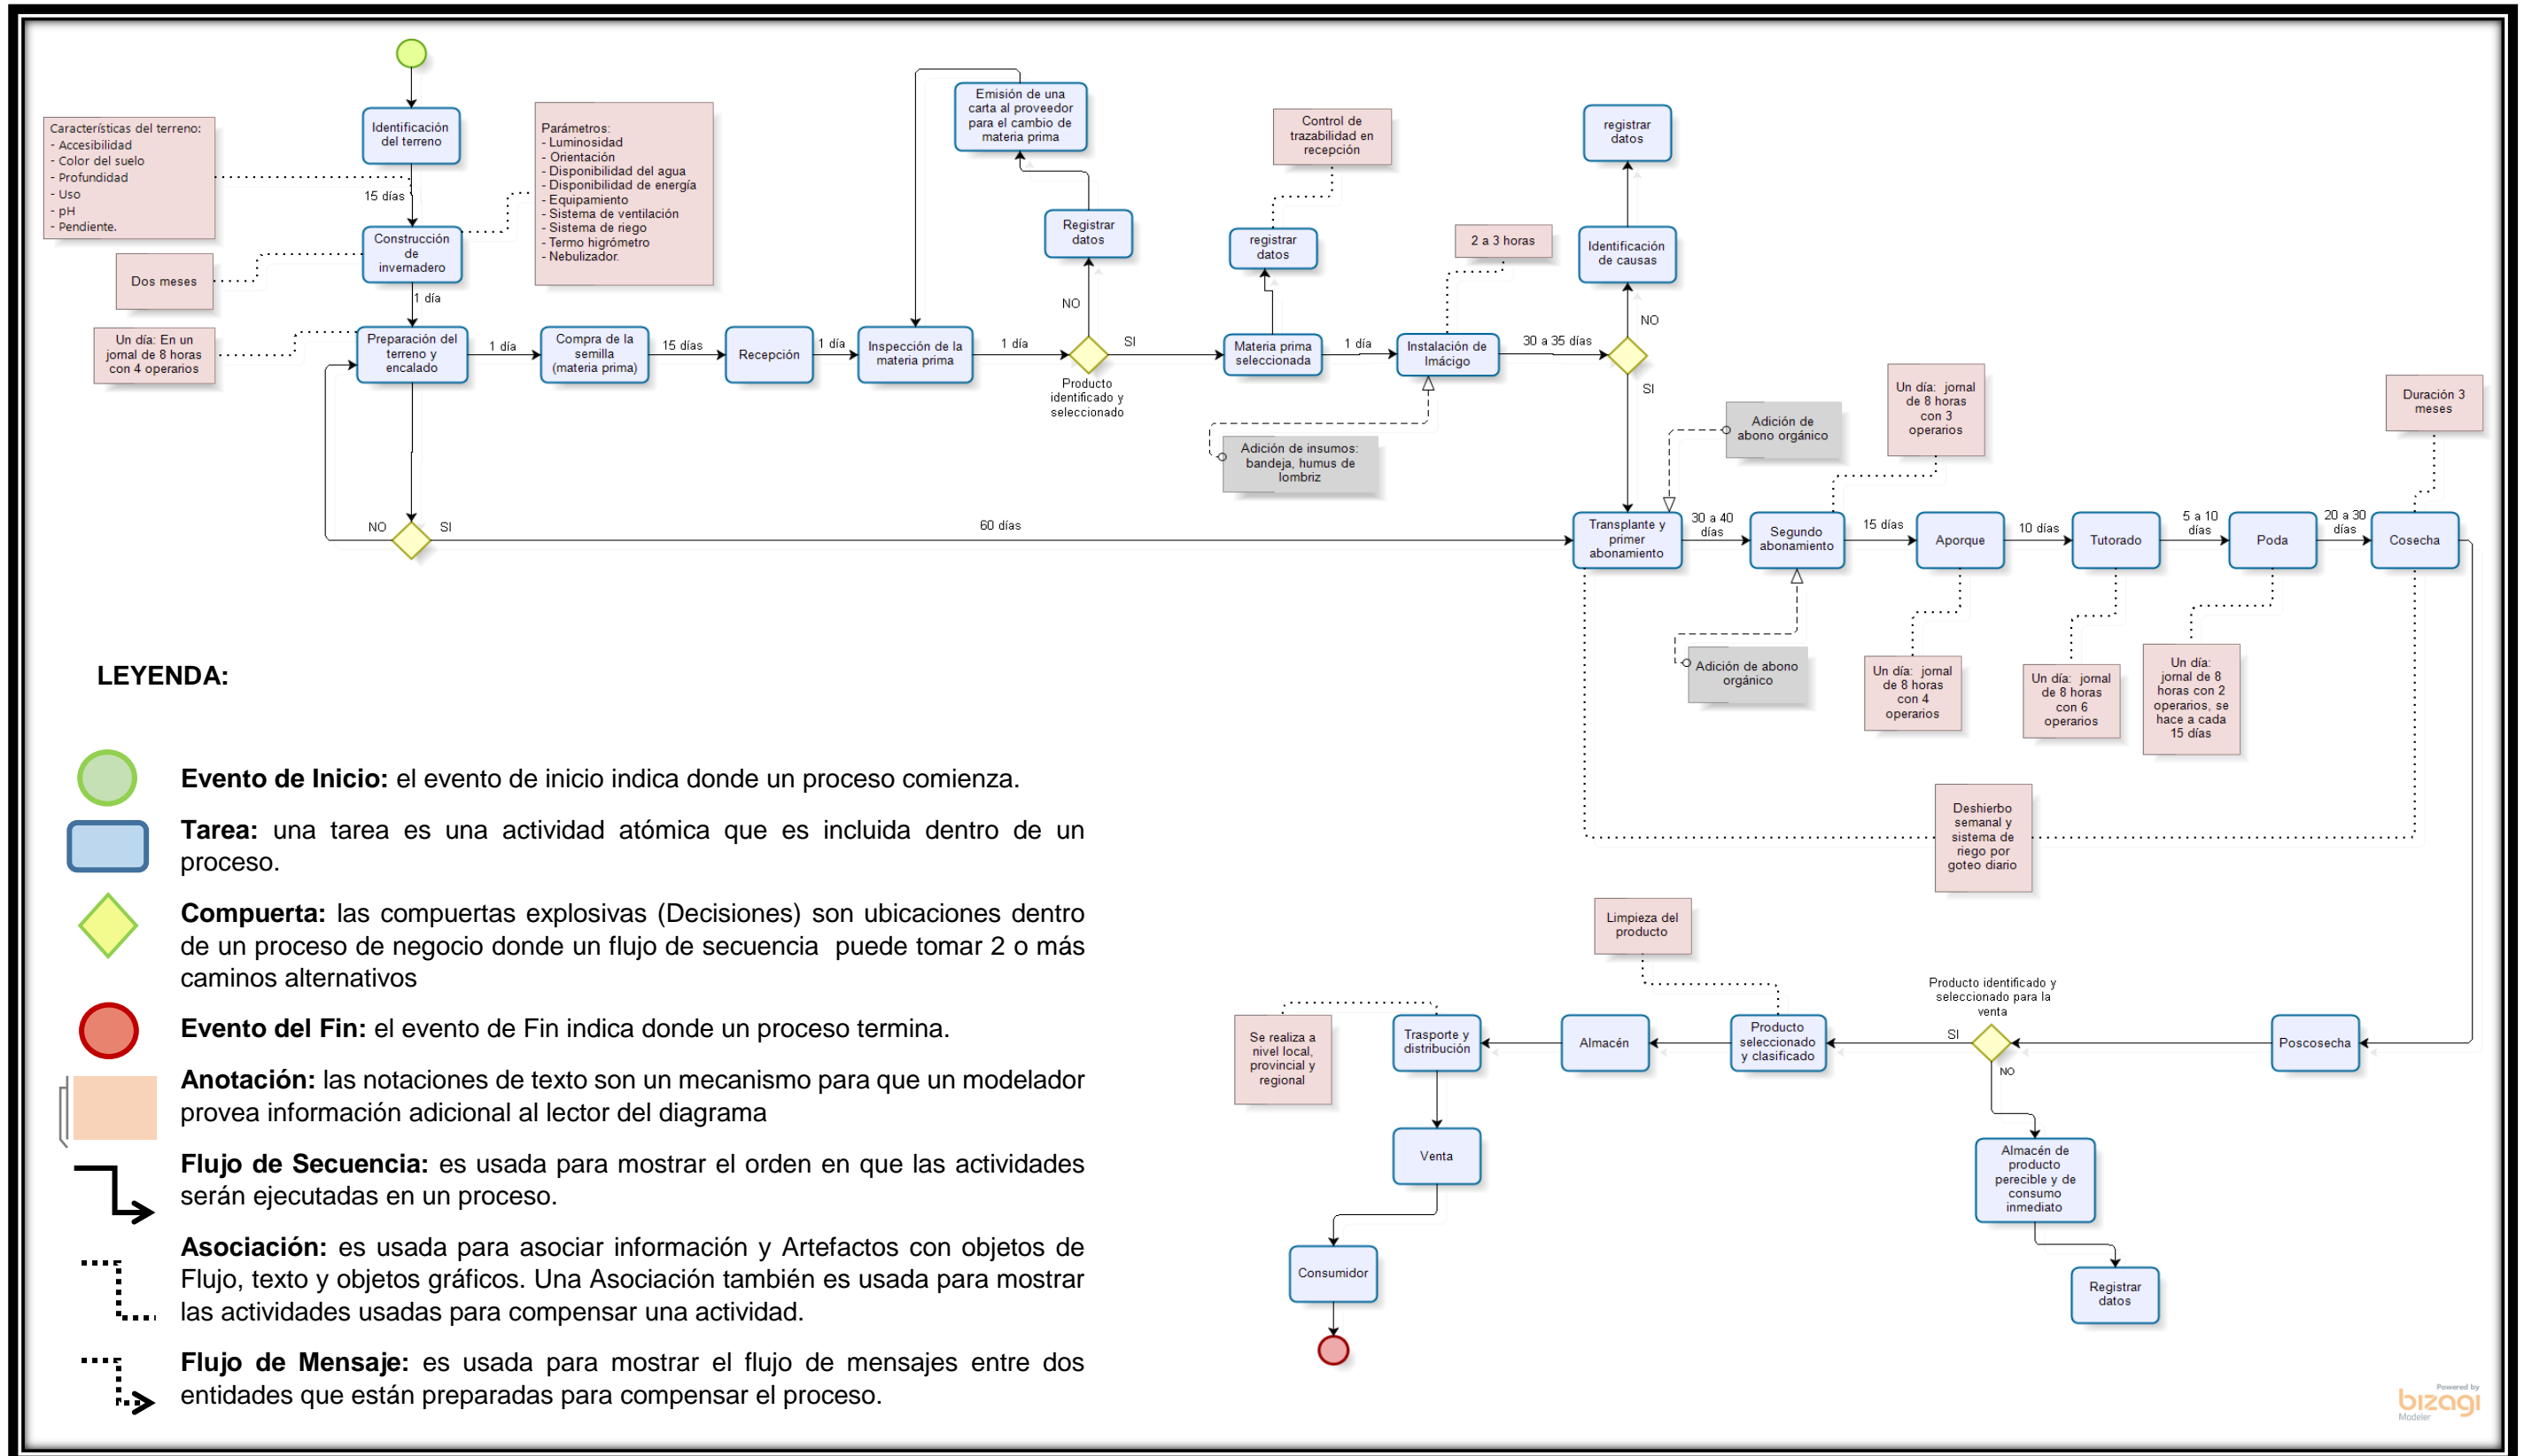 Identificación
del terreno
Características del terreno:
- Accesibilidad
- Color del suelo
- Profundidad
- Uso
- pH
- Pendiente.
15 días
Parámetros:
- Luminosidad
- Orientación
- Disponibilidad del agua
- Disponibilidad de energía
- Equipamiento
- Sistema de ventilación
- Sistema de riego
- Termo higrómetro
- Nebulizador.
Construcción
de
invernadero
Dos meses
1 día
Un día: En un
jornal de 8 horas
con 4 operarios
Preparación del
terreno y
encalado
1 día
Compra de la
semilla
(materia prima)
15 días
Recepción
1 día
Inspección de la
materia prima
1 día
Emisión de una
carta al proveedor
para el cambio de
materia prima
Registrar
datos
NO
SI
Producto
identificado y
seleccionado
Control de
trazabilidad en
recepción
registrar
datos
Materia prima
seleccionada
1 día
2 a 3 horas
Instalación de
lmácigo
30 a 35 días
registrar
datos
Identificación
de causas
NO
SI
Adición de insumos:
bandeja, humus de
lombriz
NO
SI
60 días
Adición de
abono orgánico
Un día: jornal
de 8 horas
con 3
operarios
Duración 3
meses
Transplante y
primer
abonamiento
30 a 40
días
Segundo
abonamiento
15 días
Aporque
10 días
Tutorado
5 a 10
días
Poda
20 a 30
días
Cosecha
Adición de abono
orgánico
Un día: jornal
de 8 horas
con 4
operarios
Un día: jornal
de 8 horas
con 6
operarios
Un día:
jornal de 8
horas con 2
operarios, se
hace a cada
15 días
Deshierbo
semanal y
sistema de
riego por
goteo diario
Limpieza del
producto
Producto identificado y
seleccionado para la
venta
Se realiza a
nivel local,
provincial y
regional
Trasporte y
distribución
Almacén
Producto
seleccionado
y clasificado
SI
NO
Poscosecha
Venta
Almacén de
producto
perecible y de
consumo
inmediato
Consumidor
Registrar
datos
LEYENDA:
Evento de Inicio: el evento de inicio indica donde un proceso comienza.
Tarea: una tarea es una actividad atómica que es incluida dentro de un
proceso.
Compuerta: las compuertas explosivas (Decisiones) son ubicaciones dentro
de un proceso de negocio donde un flujo de secuencia puede tomar 2 o más
caminos alternativos
Evento del Fin: el evento de Fin indica donde un proceso termina.
Anotación: las notaciones de texto son un mecanismo para que un modelador
provea información adicional al lector del diagrama
Flujo de Secuencia: es usada para mostrar el orden en que las actividades
serán ejecutadas en un proceso.
Asociación: es usada para asociar información y Artefactos con objetos de
Flujo, texto y objetos gráficos. Una Asociación también es usada para mostrar
las actividades usadas para compensar una actividad.
Flujo de Mensaje: es usada para mostrar el flujo de mensajes entre dos
entidades que están preparadas para compensar el proceso.
Powered by
bizagi
Modeler